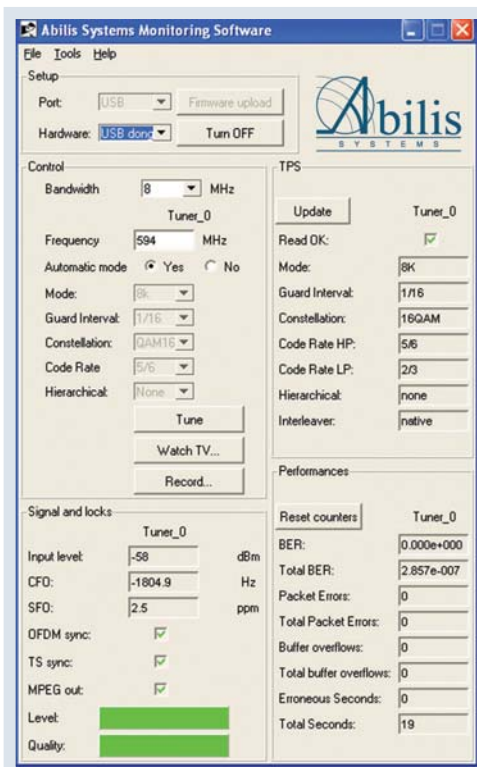 Abilis Systems Monitoring Software
File Tools Help
Setup
Port: USB Firmware upload
Hardware: USB dong Turn OFF
Abilis
SYSTEMS
Control
Bandwidth 8 MHz
Tuner_0
Frequency 594 MHz
Automatic mode Yes No
Mode: 8k
Guard Interval: 1/16
Constellation: QAM16
Code Rate 5/6
Hierarchical: None
Tune
Watch TV...
Record...
TPS
Update Tuner_0
Read OK:
Mode: 8K
Guard Interval: 1/16
Constellation: 16QAM
Code Rate HP: 5/6
Code Rate LP: 2/3
Hierarchical: none
Interleaver: native
Signal and locks
Tuner_0
Input level: -58 dBm
CFO: -1804.9 Hz
SFO: 2.5 ppm
OFDM sync:
TS sync:
MPEG out:
Level:
Quality:
Performances
Reset counters Tuner_0
BER: 0.000e+000
Total BER: 2.857e-007
Packet Errors: 0
Total Packet Errors: 0
Buffer overflows: 0
Total buffer overflows: 0
Erroneous Seconds: 0
Total Seconds: 19